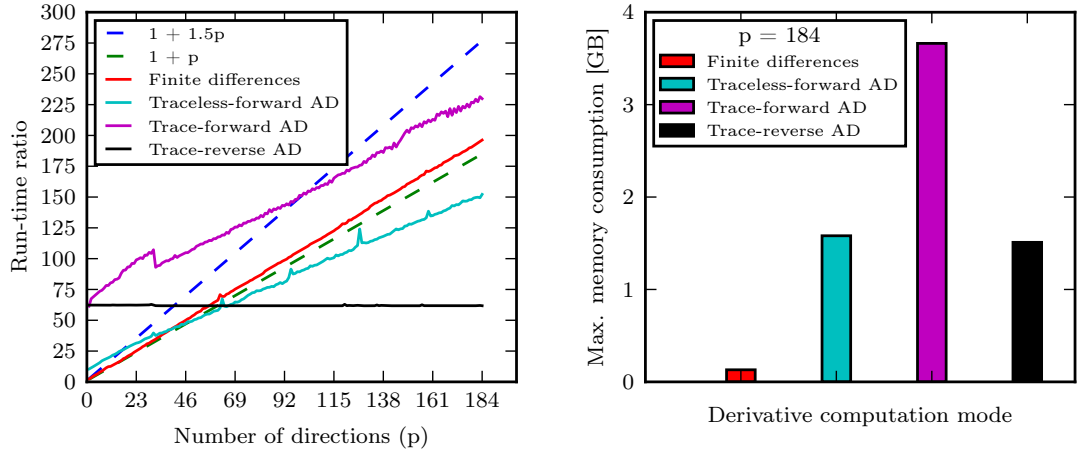 300
275
250
225
200
175
150
125
100
75
50
25
0
Run-time ratio
1 + 1.5p
1 + p
Finite differences
Traceless-forward AD
Trace-forward AD
Trace-reverse AD
0 23 46 69 92 115 138 161 184
Number of directions (p)
4
3
2
1
0
Max. memory consumption [GB]
p = 184
Finite differences
Traceless-forward AD
Trace-forward AD
Trace-reverse AD
Derivative computation mode